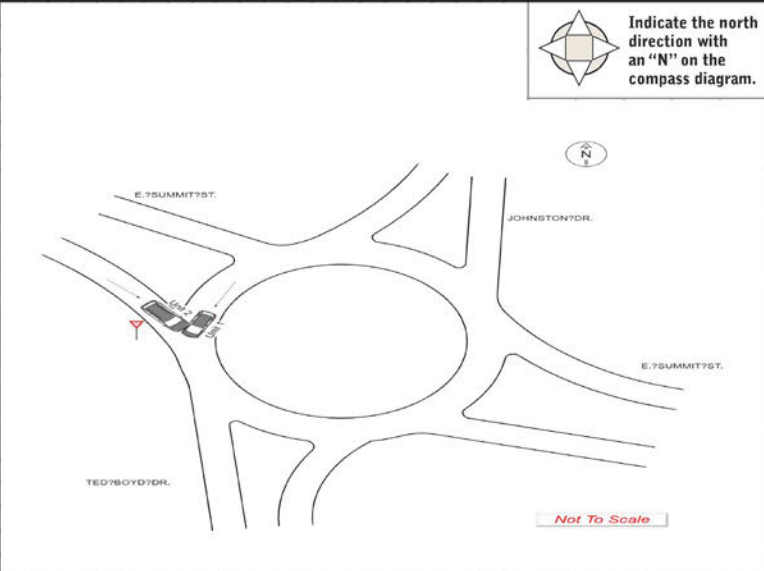 Indicate the north
direction with
an “N” on the
compass diagram.
N
E.?SUMMIT?ST.
JOHNSTON?DR.
Unit 2
Unit 1
E.?SUMMIT?ST.
TED?BOYD?DR.
Not To Scale